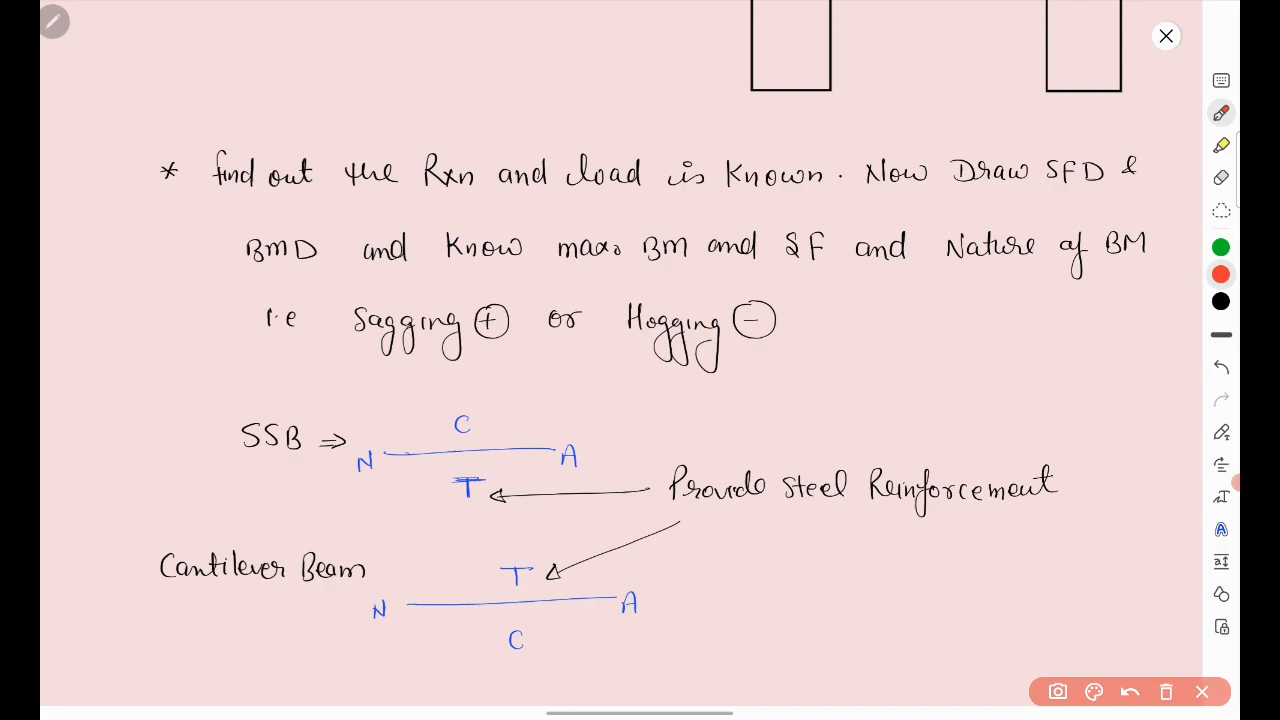 * find out the Rxn and load is known. Now Draw SFD &
BMD and Know max. BM and SF and Nature of BM
i.e Sagging + or Hogging -
SSB ⇒ C
N A
T
Provide Steel Reinforcement
Cantilever Beam T
N A
C